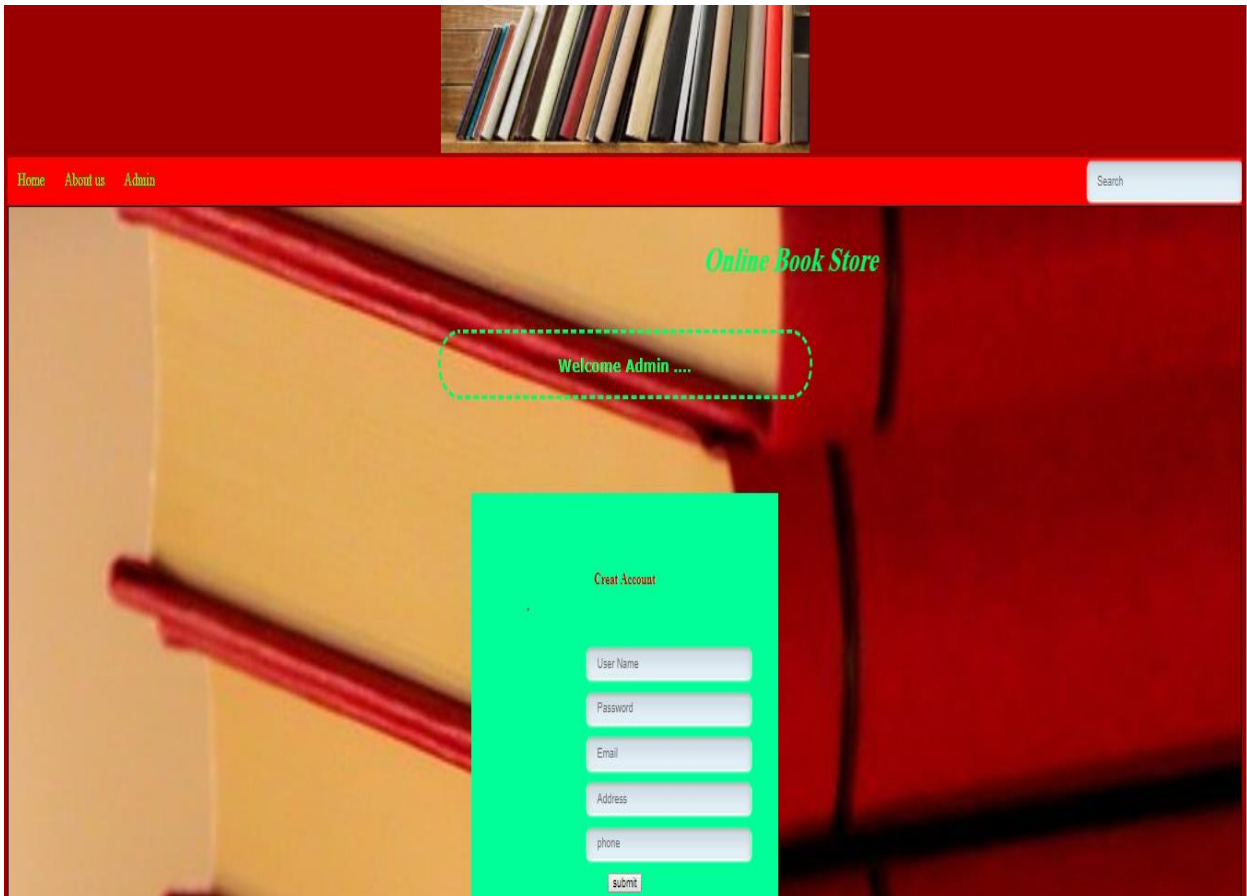 Home About us Admin Search
Online Book Store
Welcome Admin ....
Creat Account
User Name
Password
Email
Address
phone
submit